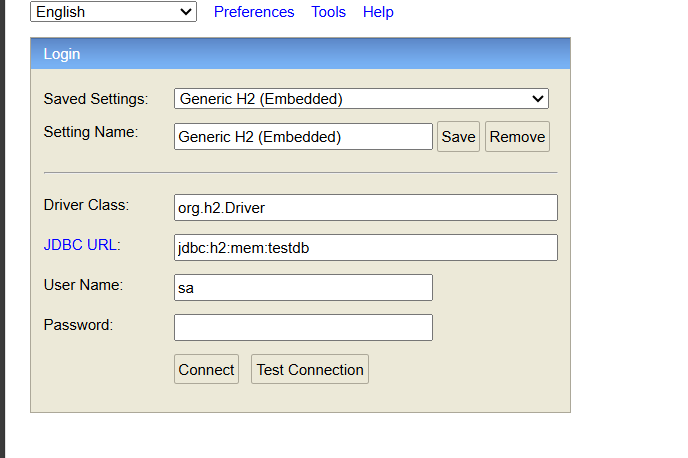 English Preferences Tools Help
Login
Saved Settings: Generic H2 (Embedded)
Setting Name: Generic H2 (Embedded) Save Remove
Driver Class: org.h2.Driver
JDBC URL: jdbc:h2:mem:testdb
User Name: sa
Password:
Connect Test Connection